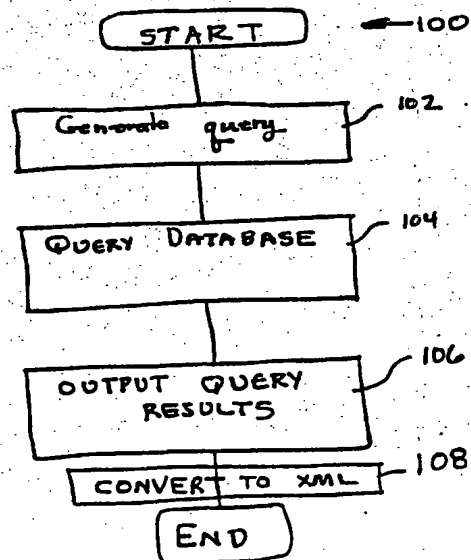 START
100
Generate query
102
QUERY DATABASE
104
OUTPUT QUERY
RESULTS
106
CONVERT TO XML
108
END